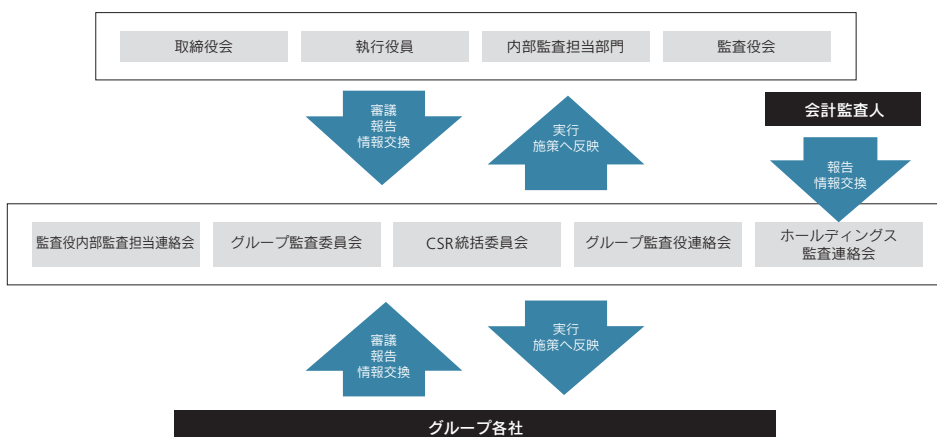 取締役会
執行役員
内部監査担当部門
監査役会
審議
報告
情報交換
実行
施策へ反映
会計監査人
報告
情報交換
監査役内部監査担当連絡会
グループ監査委員会
CSR統括委員会
グループ監査役連絡会
ホールディングス
監査連絡会
審議
報告
情報交換
実行
施策へ反映
グループ各社